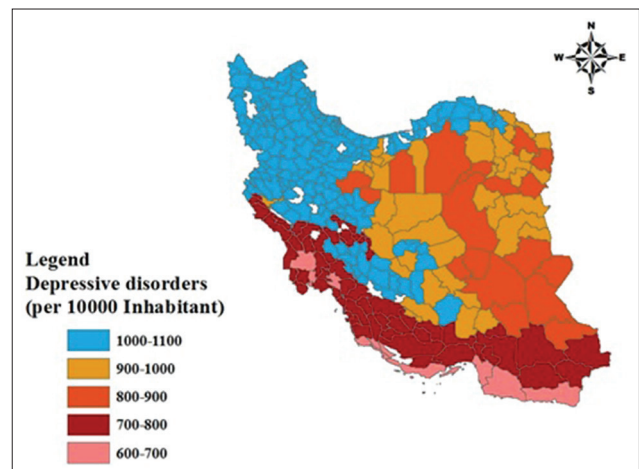 N
W E
S
Legend
Depressive disorders
(per 10000 Inhabitant)
1000-1100
900-1000
800-900
700-800
600-700